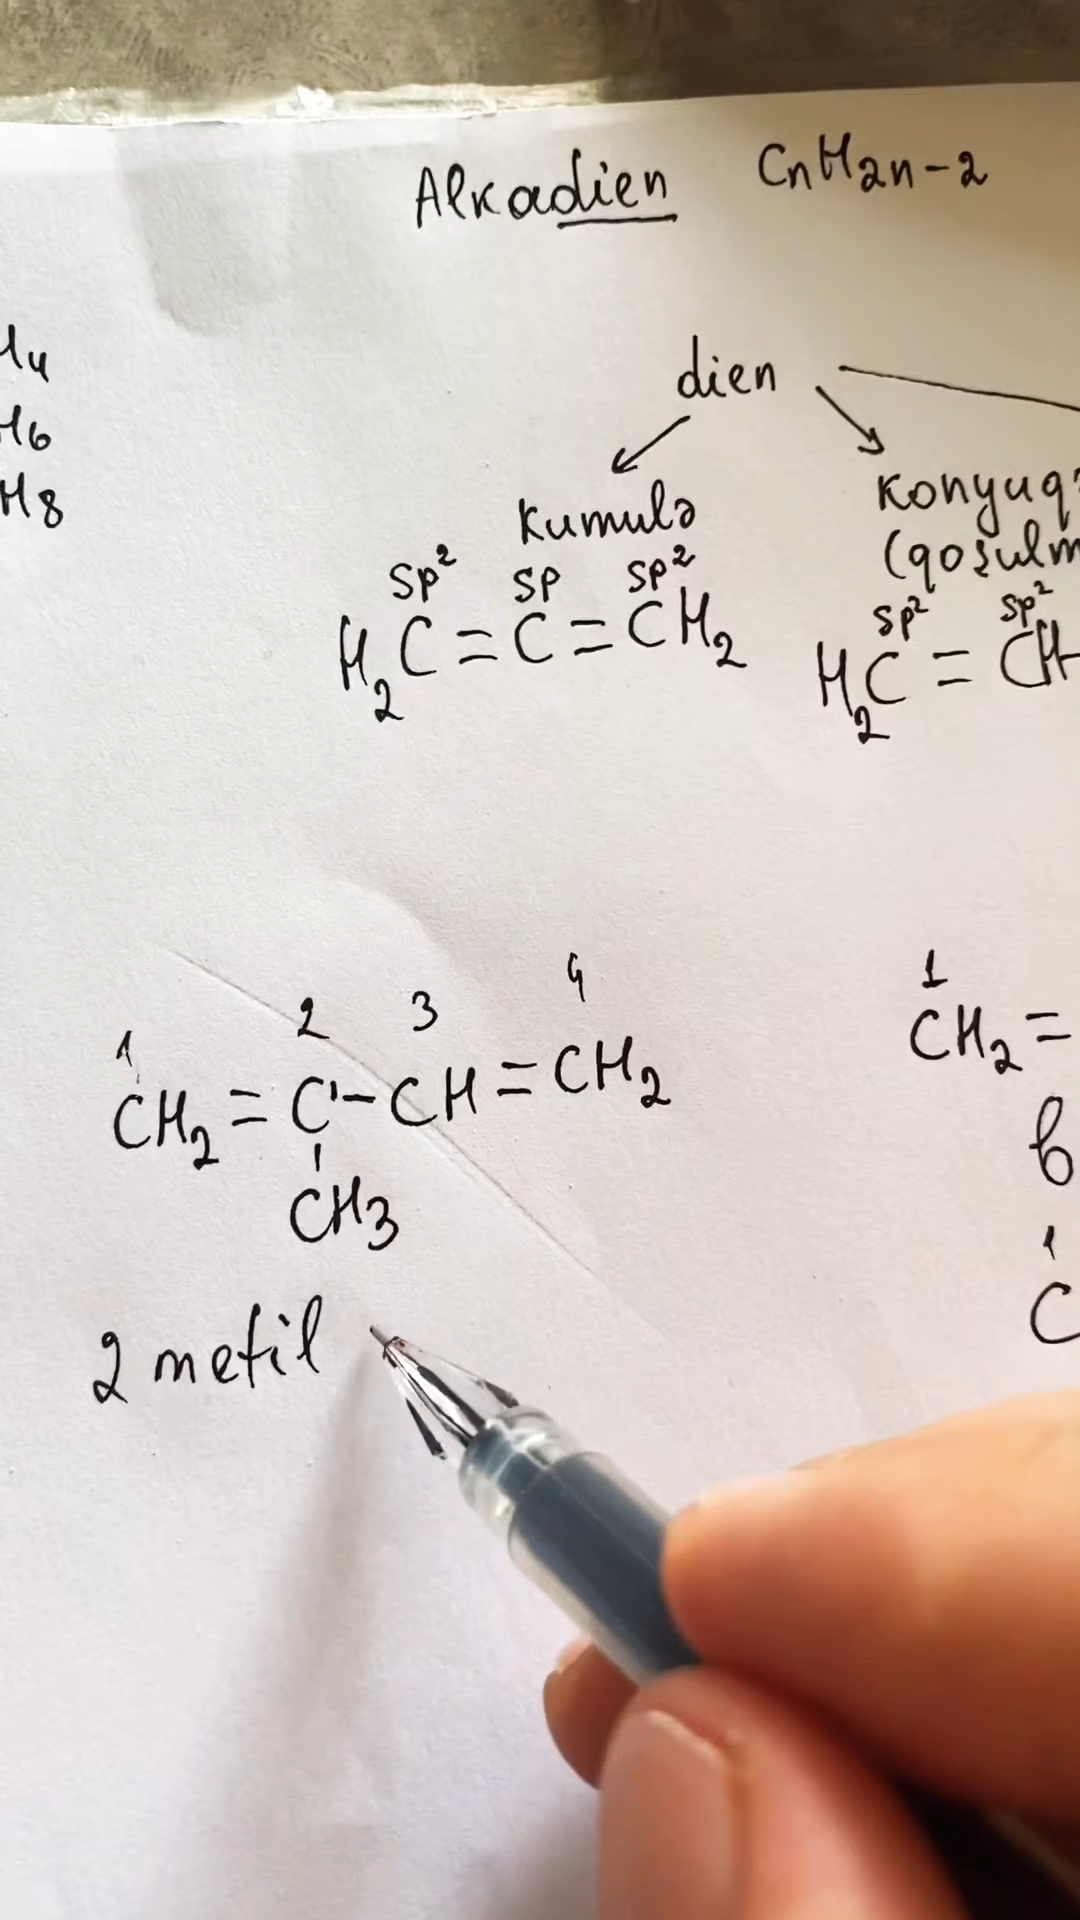 Alkadien CnH2n-2
H4
H6
H8
dien
Kumulə
Konyuqə
(qoşulm
sp² sp sp²
H2C=C=CH2
sp² sp²
H2C=CH-
1 2 3 4
CH2=C-CH=CH2
CH3
1
CH2=
b
1
C
2 metil